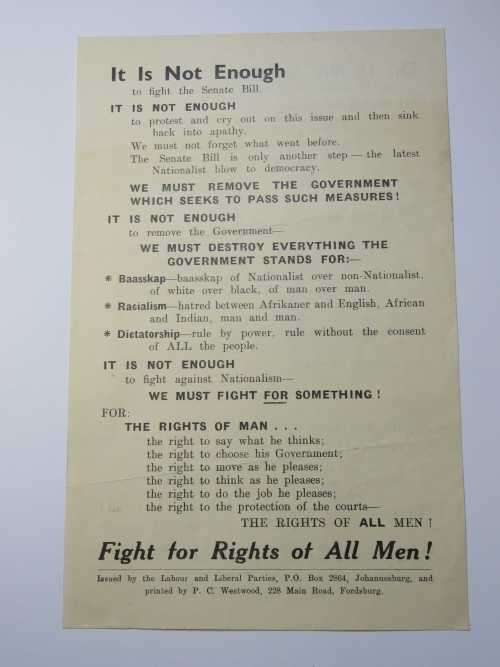 It Is Not Enough
to fight the Senate Bill.
IT IS NOT ENOUGH
to protest and cry out on this issue and then sink
back into apathy.
We must not forget what went before.
The Senate Bill is only another step — the latest
Nationalist blow to democracy.
WE MUST REMOVE THE GOVERNMENT
WHICH SEEKS TO PASS SUCH MEASURES!
IT IS NOT ENOUGH
to remove the Government—
WE MUST DESTROY EVERYTHING THE
GOVERNMENT STANDS FOR:—
* Baasskap—baasskap of Nationalist over non-Nationalist,
of white over black, of man over man.
* Racialism—hatred between Afrikaner and English, African
and Indian, man and man.
* Dictatorship—rule by power, rule without the consent
of ALL the people.
IT IS NOT ENOUGH
to fight against Nationalism—
WE MUST FIGHT FOR SOMETHING!
FOR:
THE RIGHTS OF MAN . . .
the right to say what he thinks;
the right to choose his Government;
the right to move as he pleases;
the right to think as he pleases;
the right to do the job he pleases;
the right to the protection of the courts—
THE RIGHTS OF ALL MEN!
Fight for Rights of All Men!
Issued by the Labour and Liberal Parties, P.O. Box 2864, Johannesburg, and
printed by P. C. Westwood, 228 Main Road, Fordsburg.